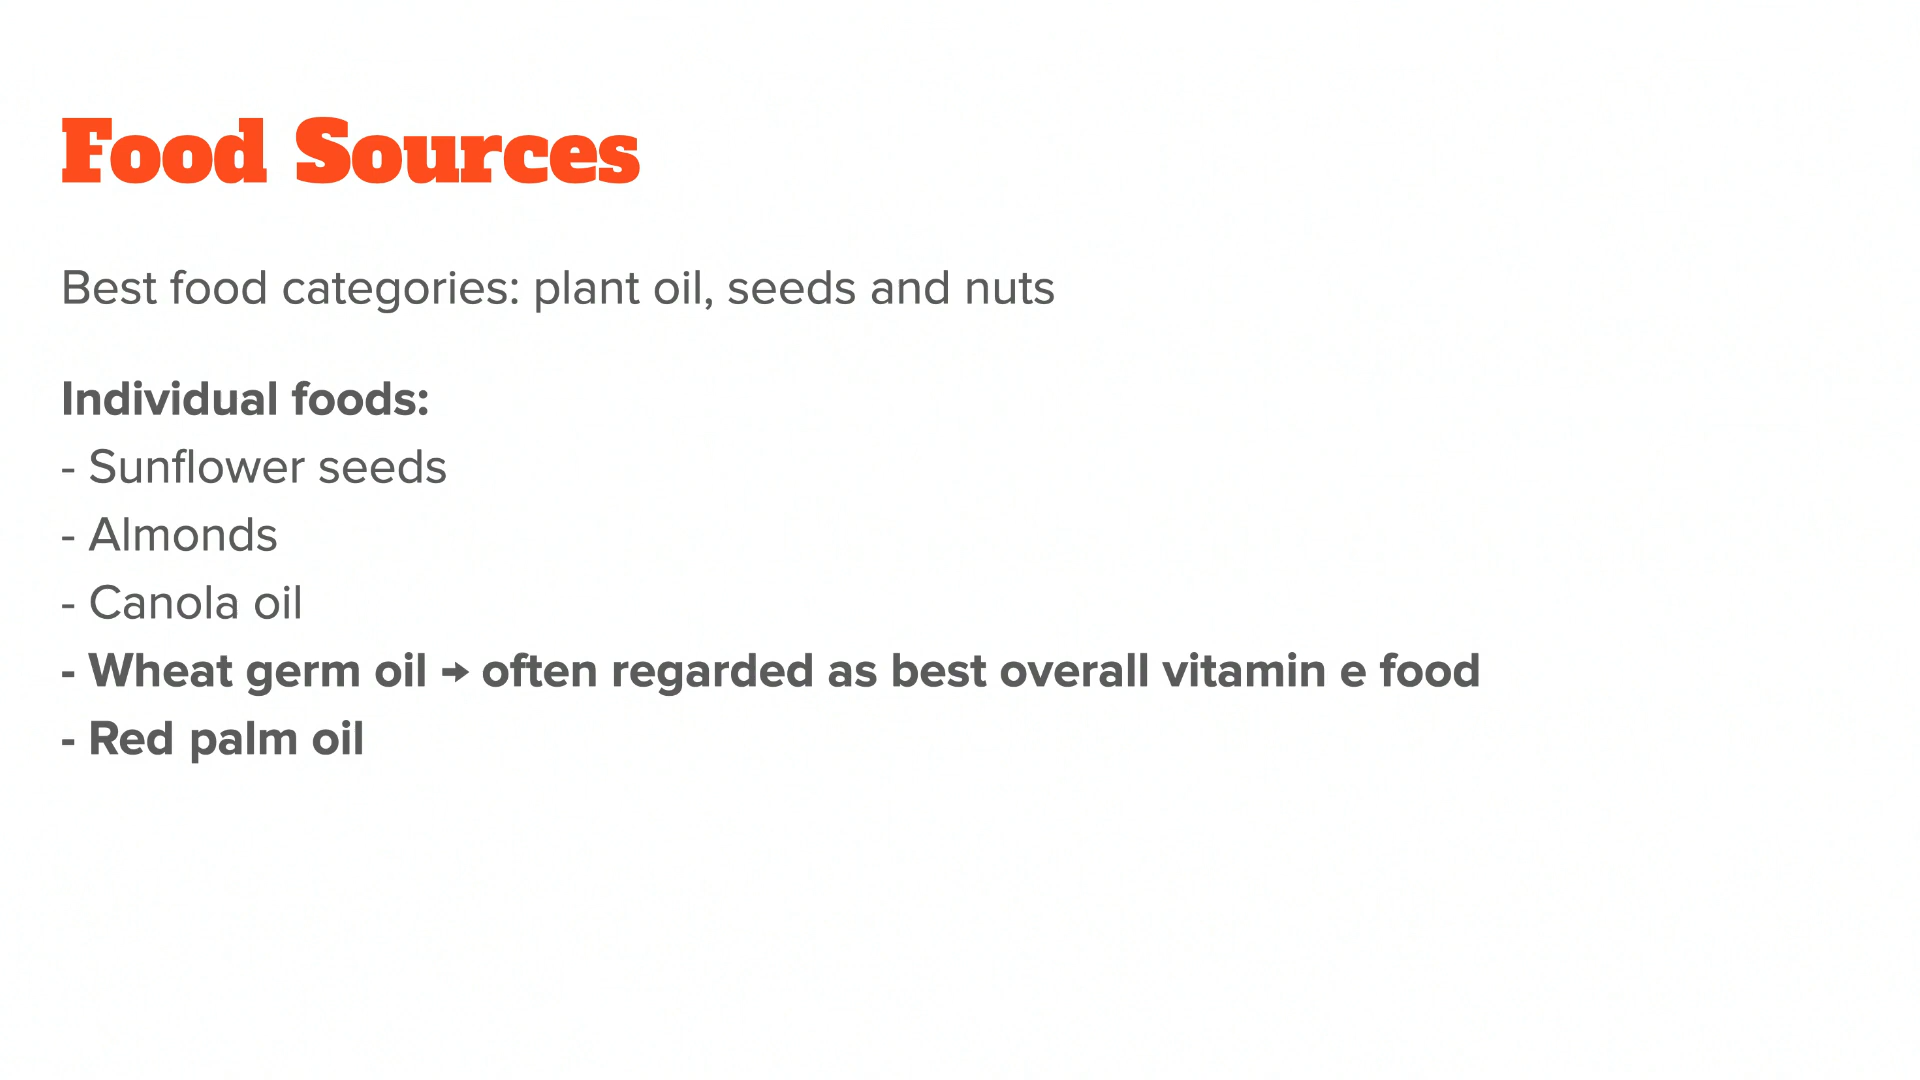 Food Sources
Best food categories: plant oil, seeds and nuts
Individual foods:
- Sunflower seeds
- Almonds
- Canola oil
- Wheat germ oil → often regarded as best overall vitamin e food
- Red palm oil